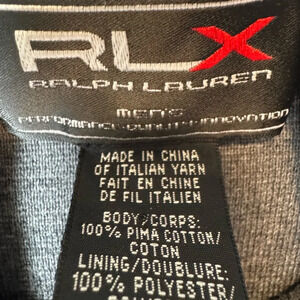 RLX
RALPH LAUREN
MEN'S
PERFORMANCE • QUALITY • INNOVATION
MADE IN CHINA
OF ITALIAN YARN
FAIT EN CHINE
DE FIL ITALIEN
BODY/CORPS:
100% PIMA COTTON/
COTON
LINING/DOUBLURE:
100% POLYESTER/